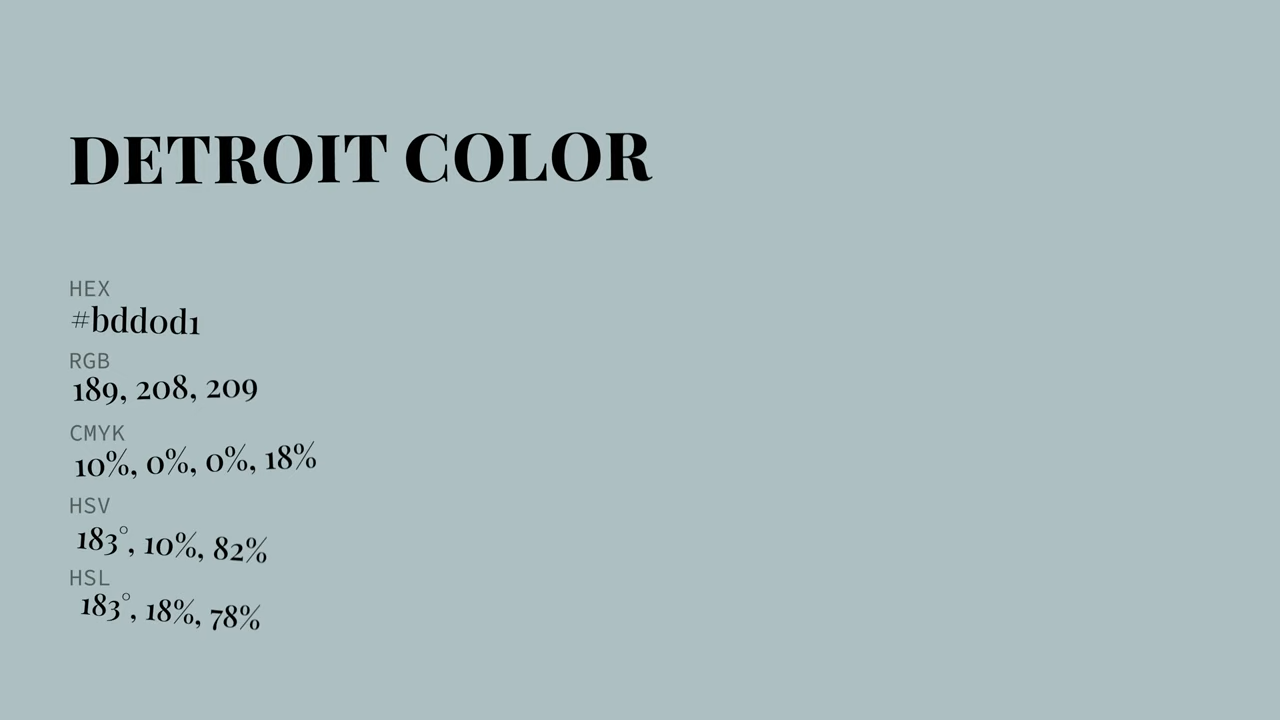 DETROIT COLOR
HEX
#bdd0d1
RGB
189, 208, 209
CMYK
10%, 0%, 0%, 18%
HSV
183°, 10%, 82%
HSL
183°, 18%, 78%